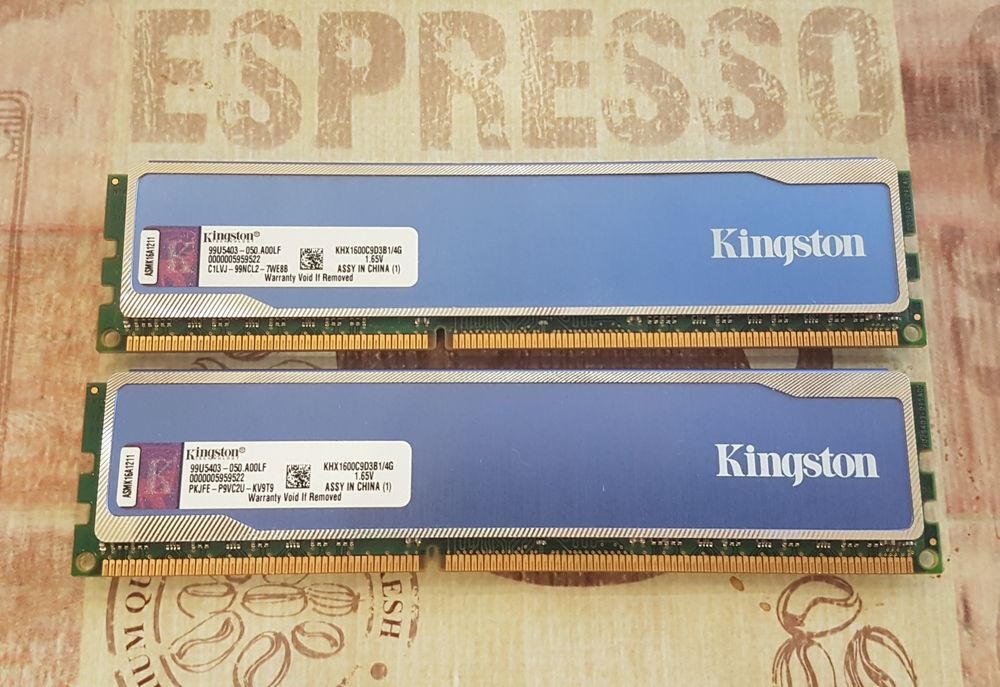 ESPRESSO
ASMK16A1211
Kingston®
TECHNOLOGY
99U5403-050.A00LF
0000005959522
C1LVJ-99NCL2-7WE8B
KHX1600C9D3B1/4G
1.65V
ASSY IN CHINA (1)
Warranty Void If Removed
Kingston
ASMK16A1211
Kingston®
TECHNOLOGY
99U5403-050.A00LF
0000005959522
PKJFE-P9VC2U-KV9T9
KHX1600C9D3B1/4G
1.65V
ASSY IN CHINA (1)
Warranty Void If Removed
Kingston